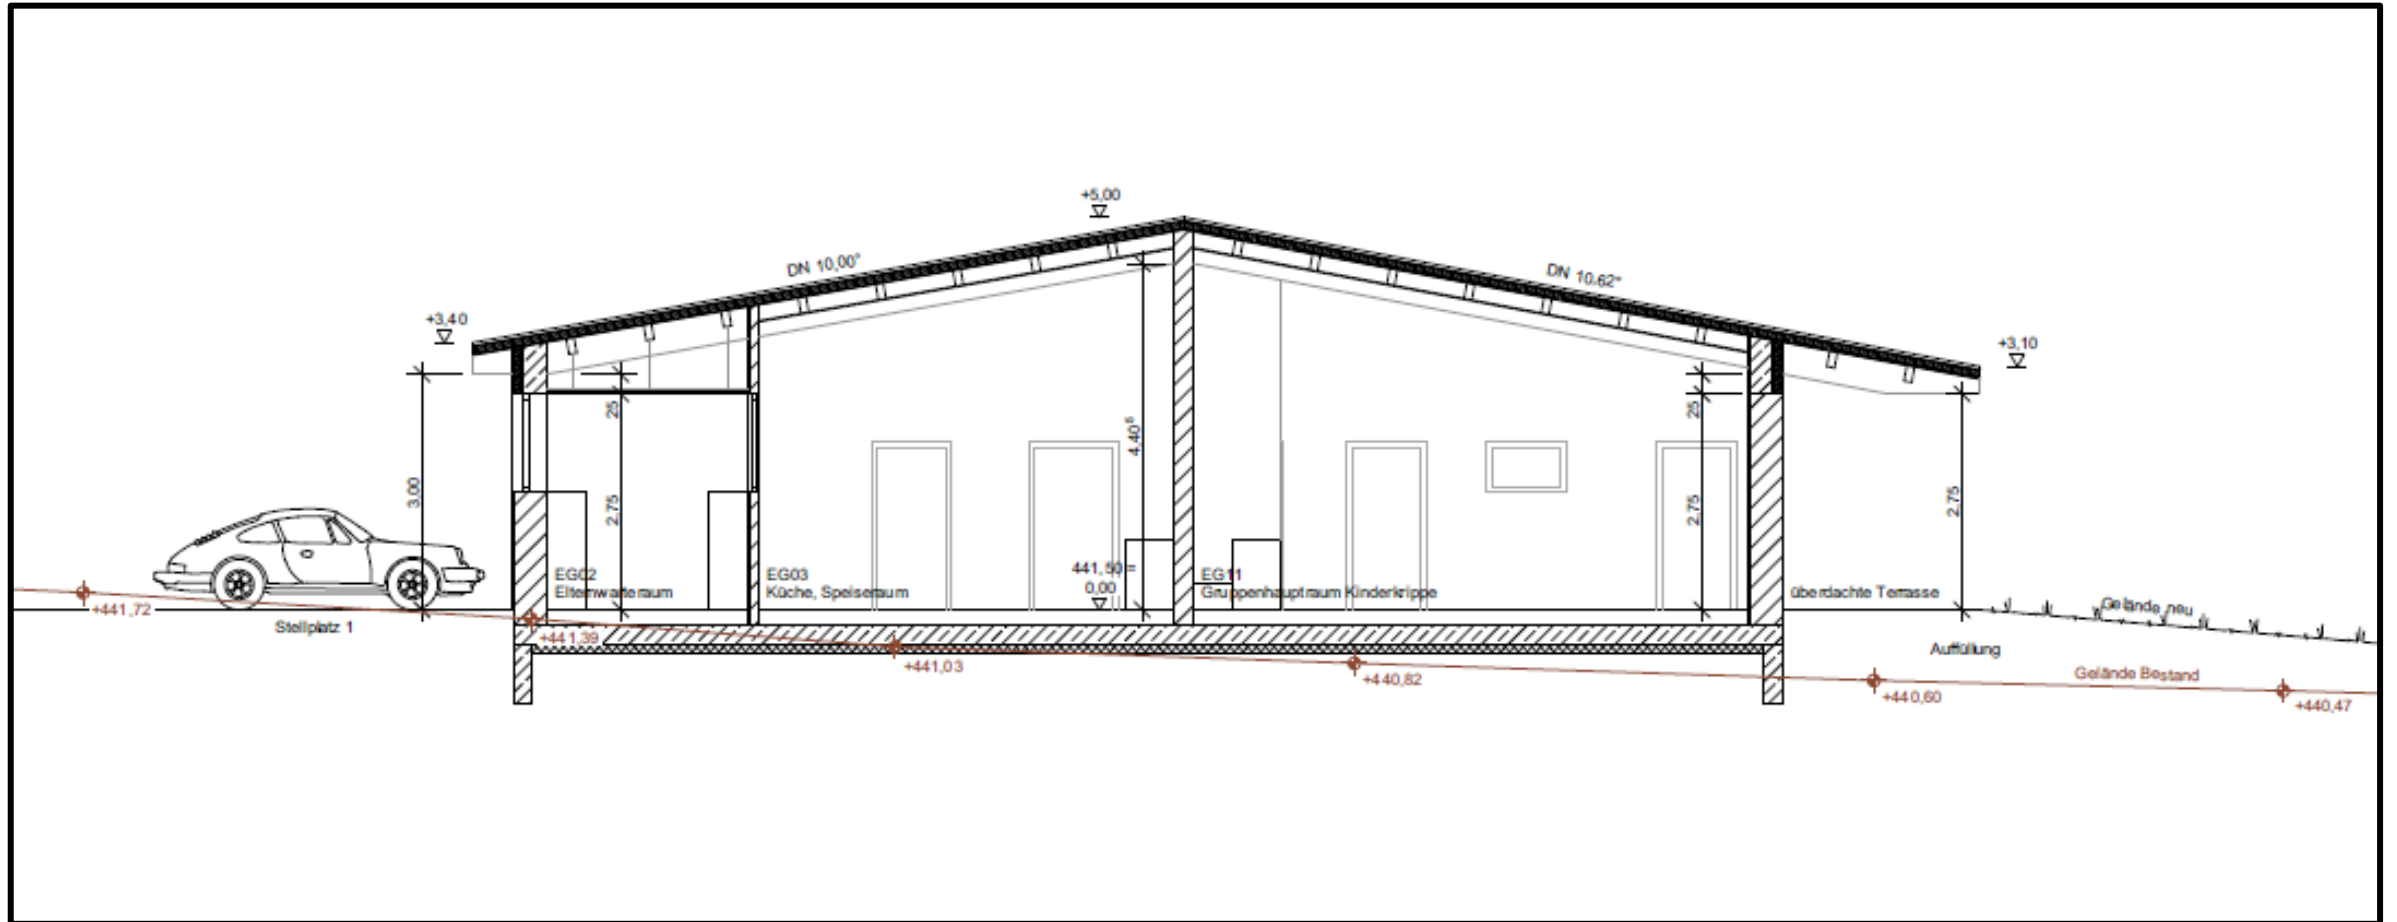 +5,00
DN 10,00°
DN 10,62°
+3,40
+3,10
3,00
25
2,75
4,40⁵
25
2,75
2,75
EG02
Elternwarteraum
EG03
Küche, Speiseraum
441,50 =
0,00
EG11
Gruppenhauptraum Kinderkrippe
überdachte Terrasse
Gelände neu
+441,72
Stellplatz 1
+441,39
+441,03
+440,82
Auffüllung
Gelände Bestand
+440,60
+440,47